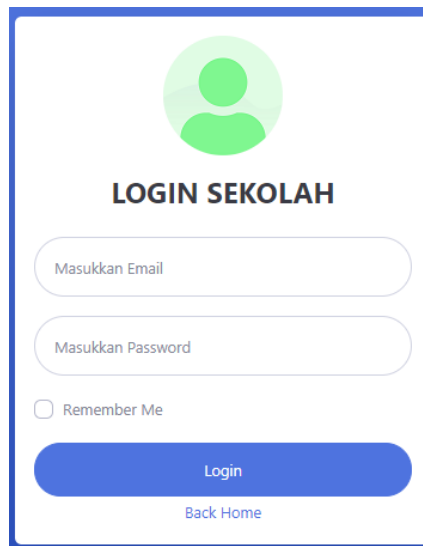 LOGIN SEKOLAH
Masukkan Email
Masukkan Password
Remember Me
Login
Back Home